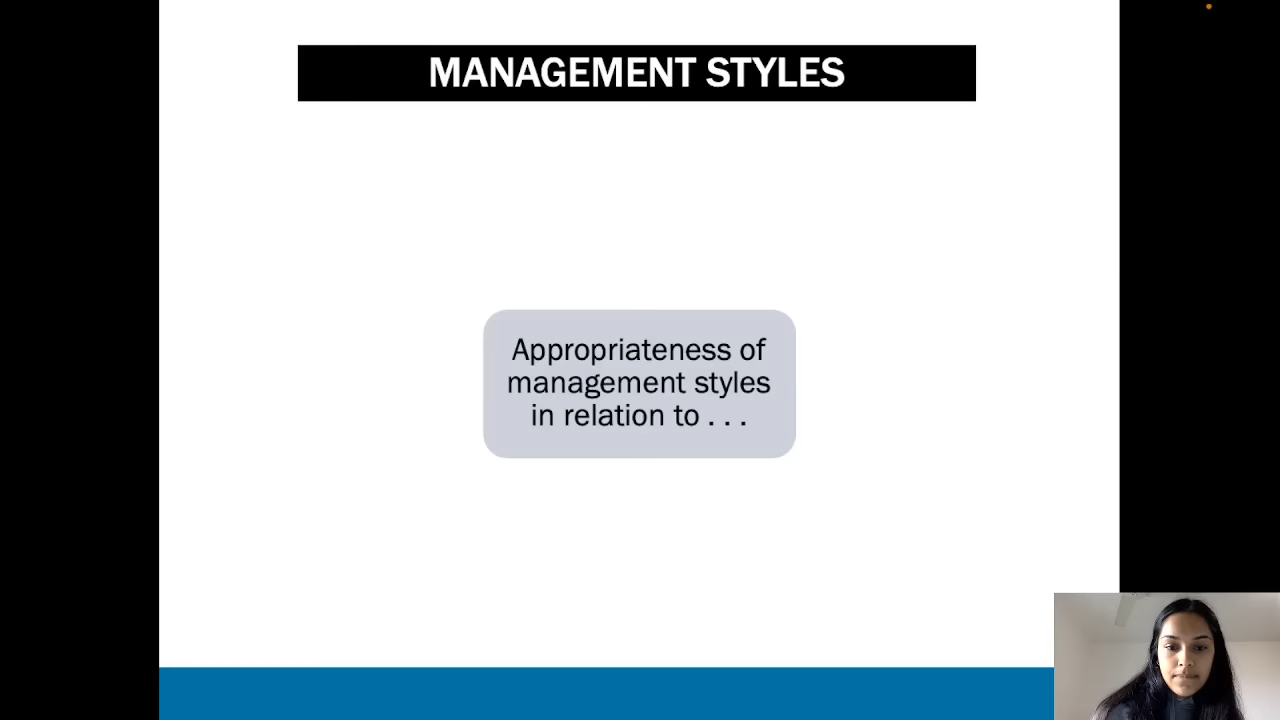 MANAGEMENT STYLES
Appropriateness of
management styles
in relation to . . .